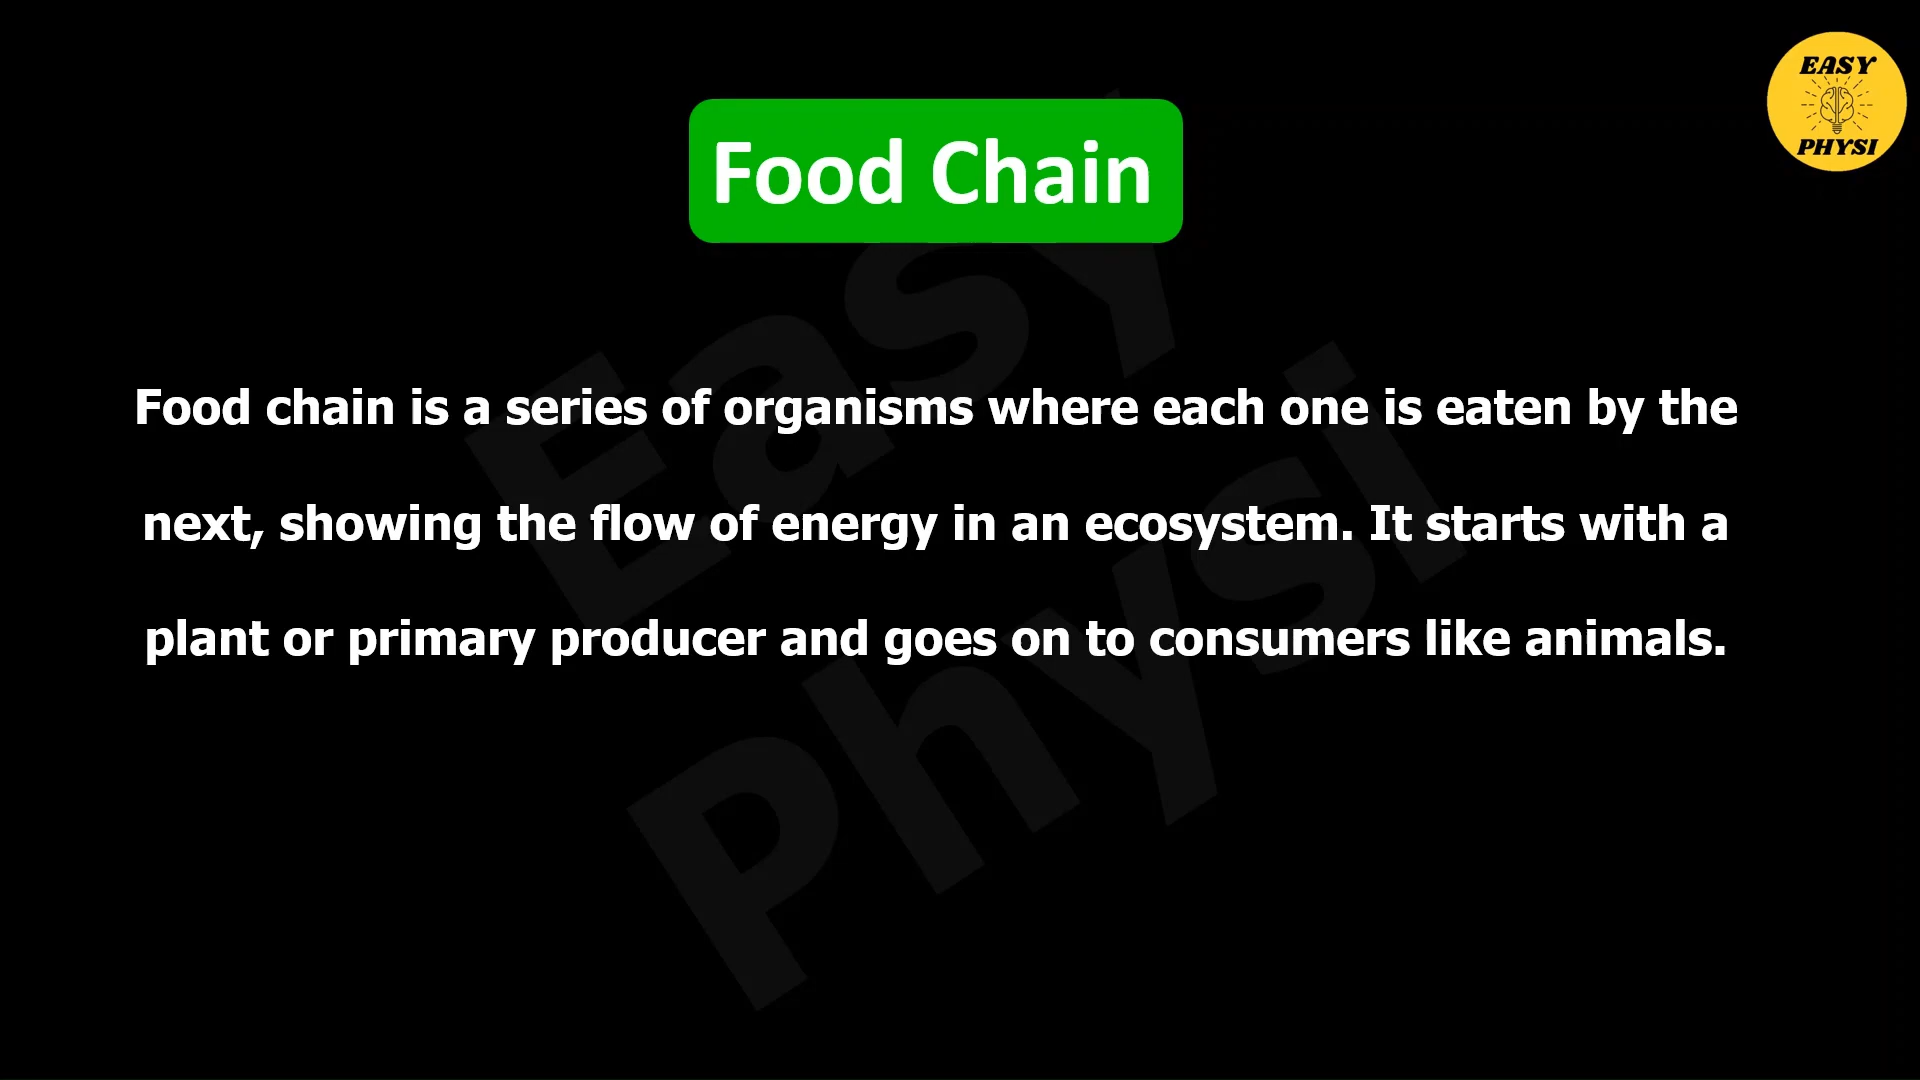 EASY
PHYSI
Food Chain
Food chain is a series of organisms where each one is eaten by the
next, showing the flow of energy in an ecosystem. It starts with a
plant or primary producer and goes on to consumers like animals.
Easy
Physi